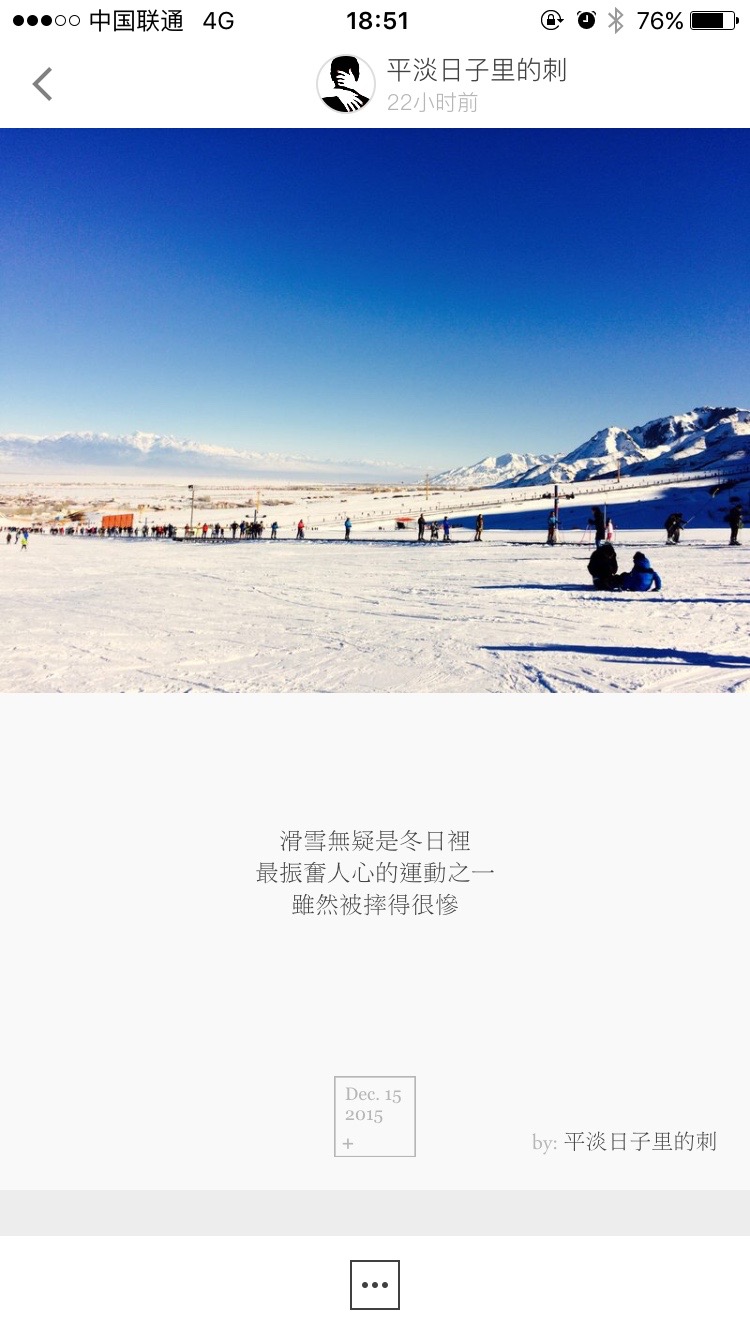 中国联通 4G 18:51 76%
平淡日子里的刺
22小时前
滑雪無疑是冬日裡
最振奮人心的運動之一
雖然被摔得很慘
Dec. 15
2015
+
by: 平淡日子里的刺